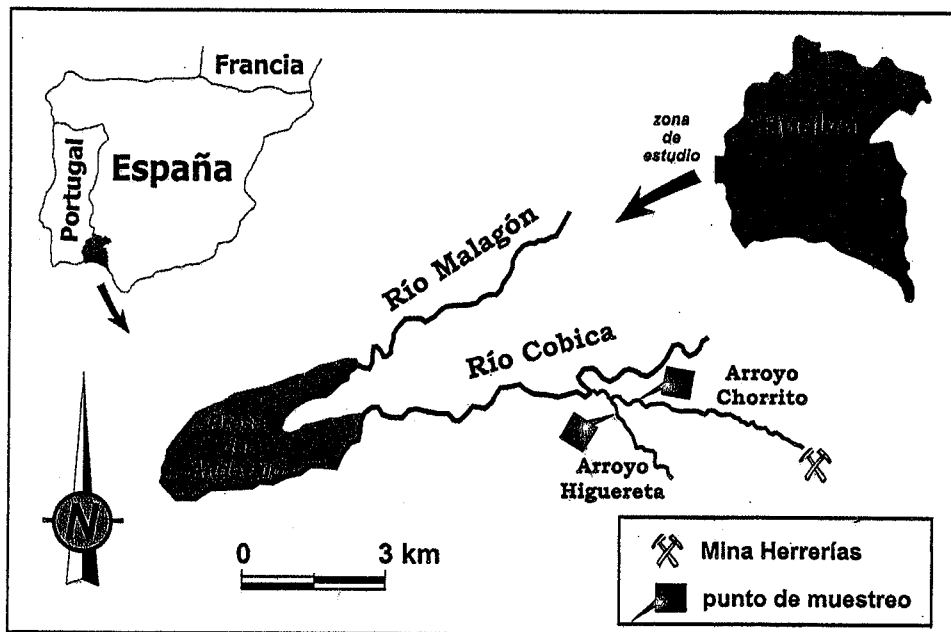 Francia
Portugal
España
zona
de
estudio
Huelva
Río Malagón
Río Cobica
Arroyo
Chorrito
Arroyo
Higuereta
N
0 3 km
Mina Herrerías
punto de muestreo